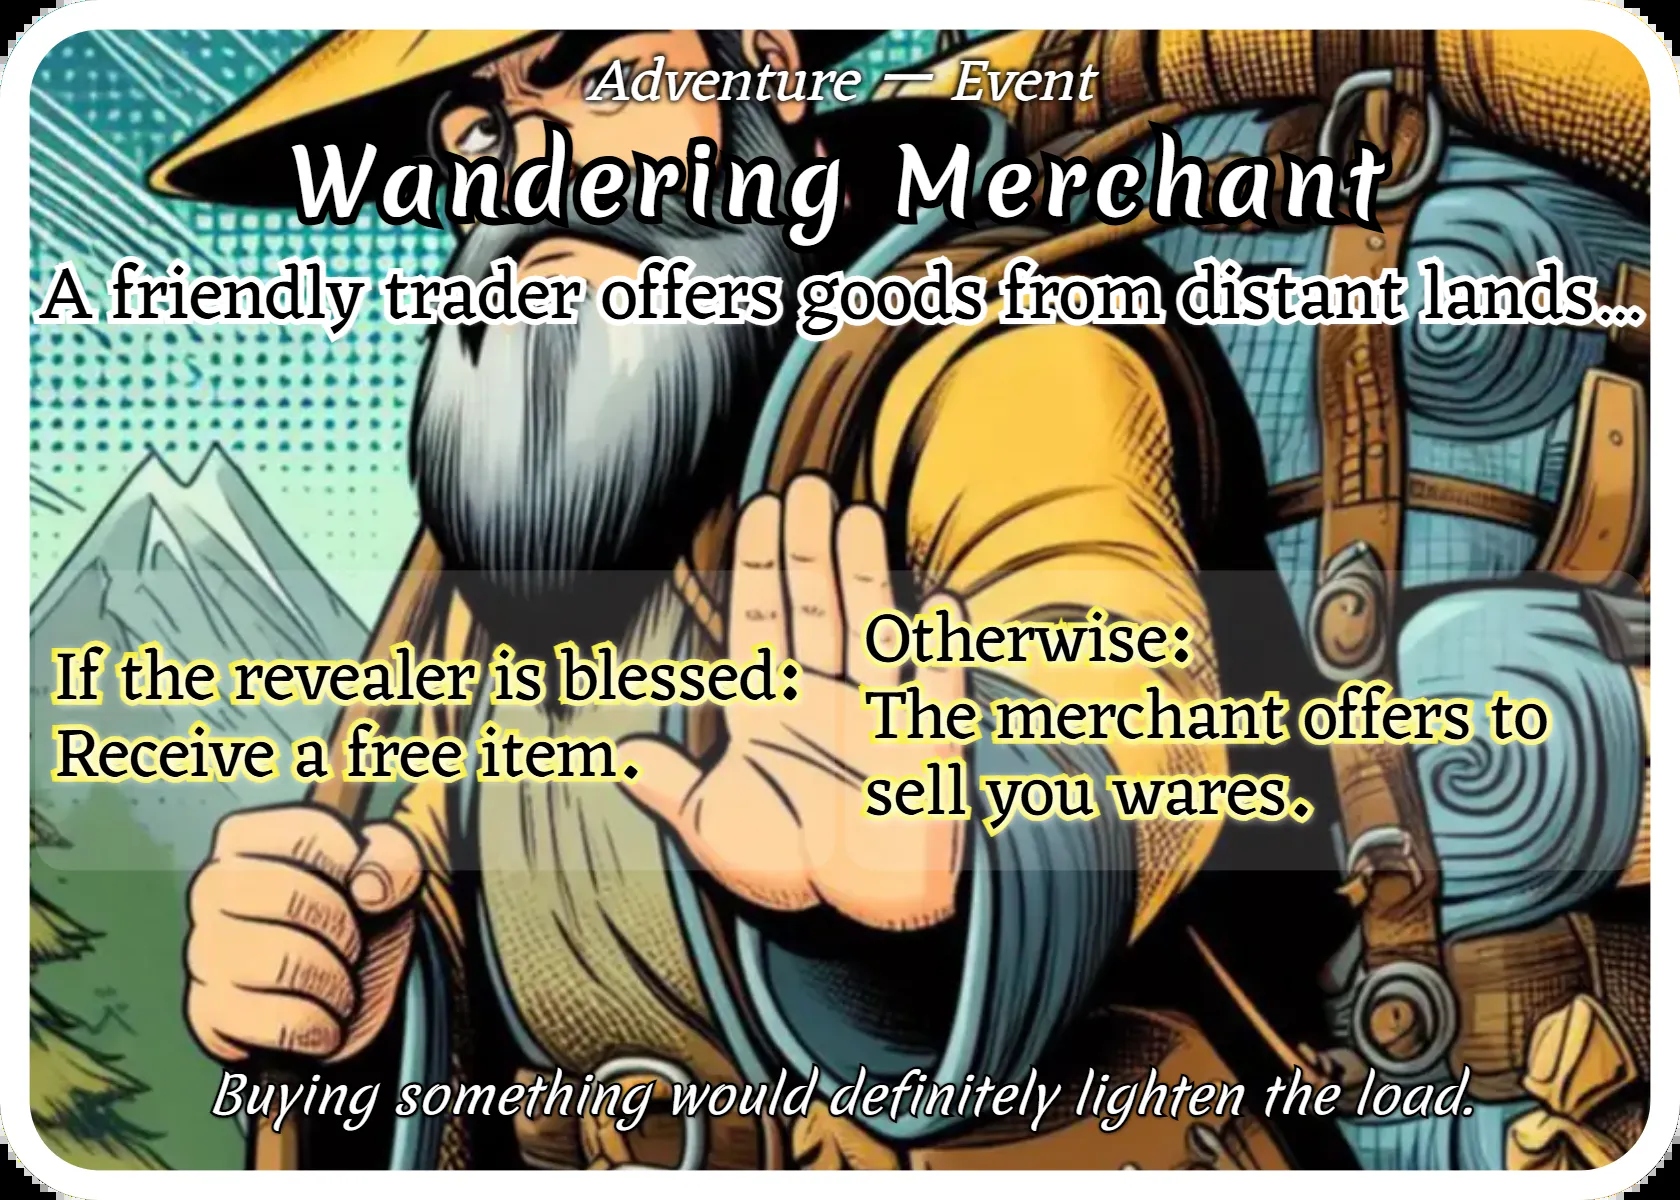 Adventure — Event
Wandering Merchant
A friendly trader offers goods from distant lands...
If the revealer is blessed:
Receive a free item.
Otherwise:
The merchant offers to
sell you wares.
Buying something would definitely lighten the load.